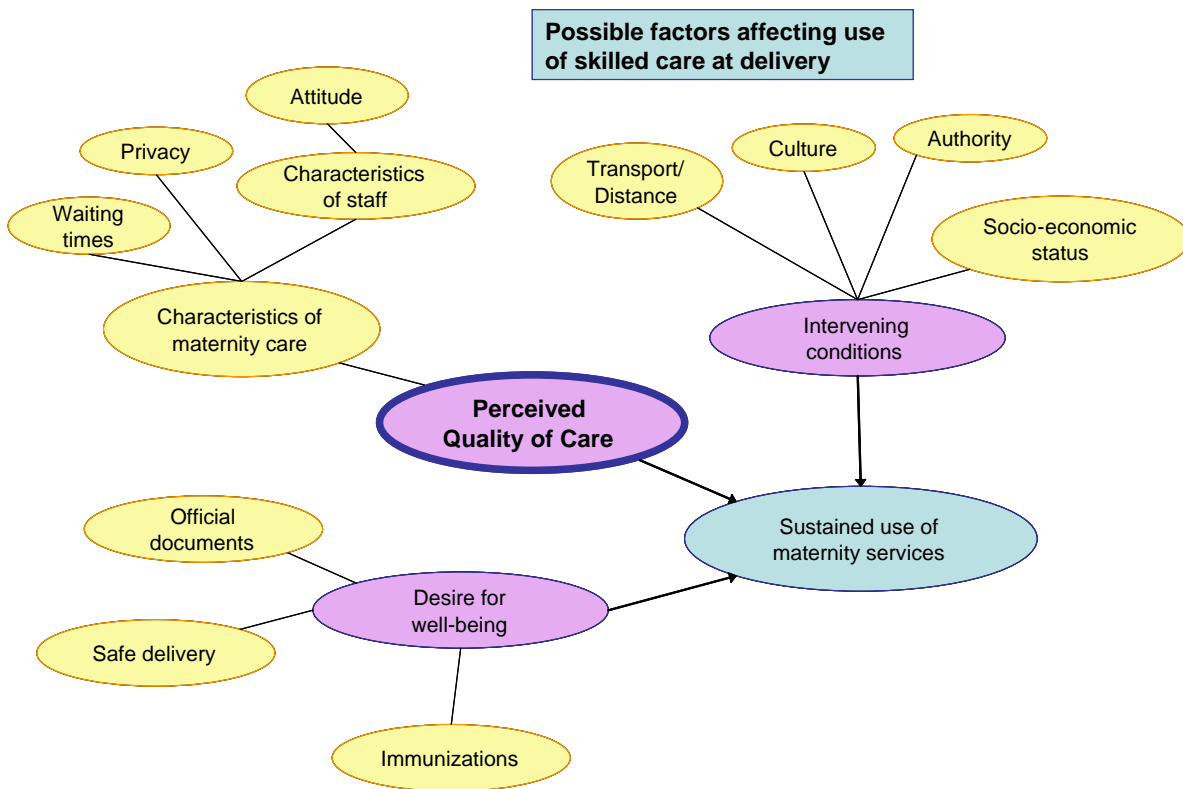 Possible factors affecting use
of skilled care at delivery
Attitude
Privacy
Characteristics
of staff
Waiting
times
Transport/
Distance
Culture
Authority
Socio-economic
status
Characteristics of
maternity care
Intervening
conditions
Perceived
Quality of Care
Official
documents
Sustained use of
maternity services
Desire for
well-being
Safe delivery
Immunizations